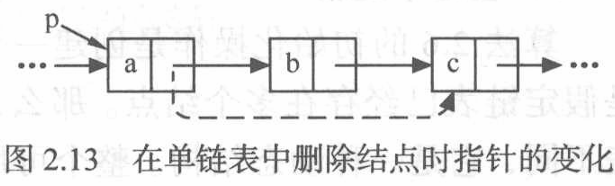 p
... a b c ...
图 2.13 在单链表中删除结点时指针的变化